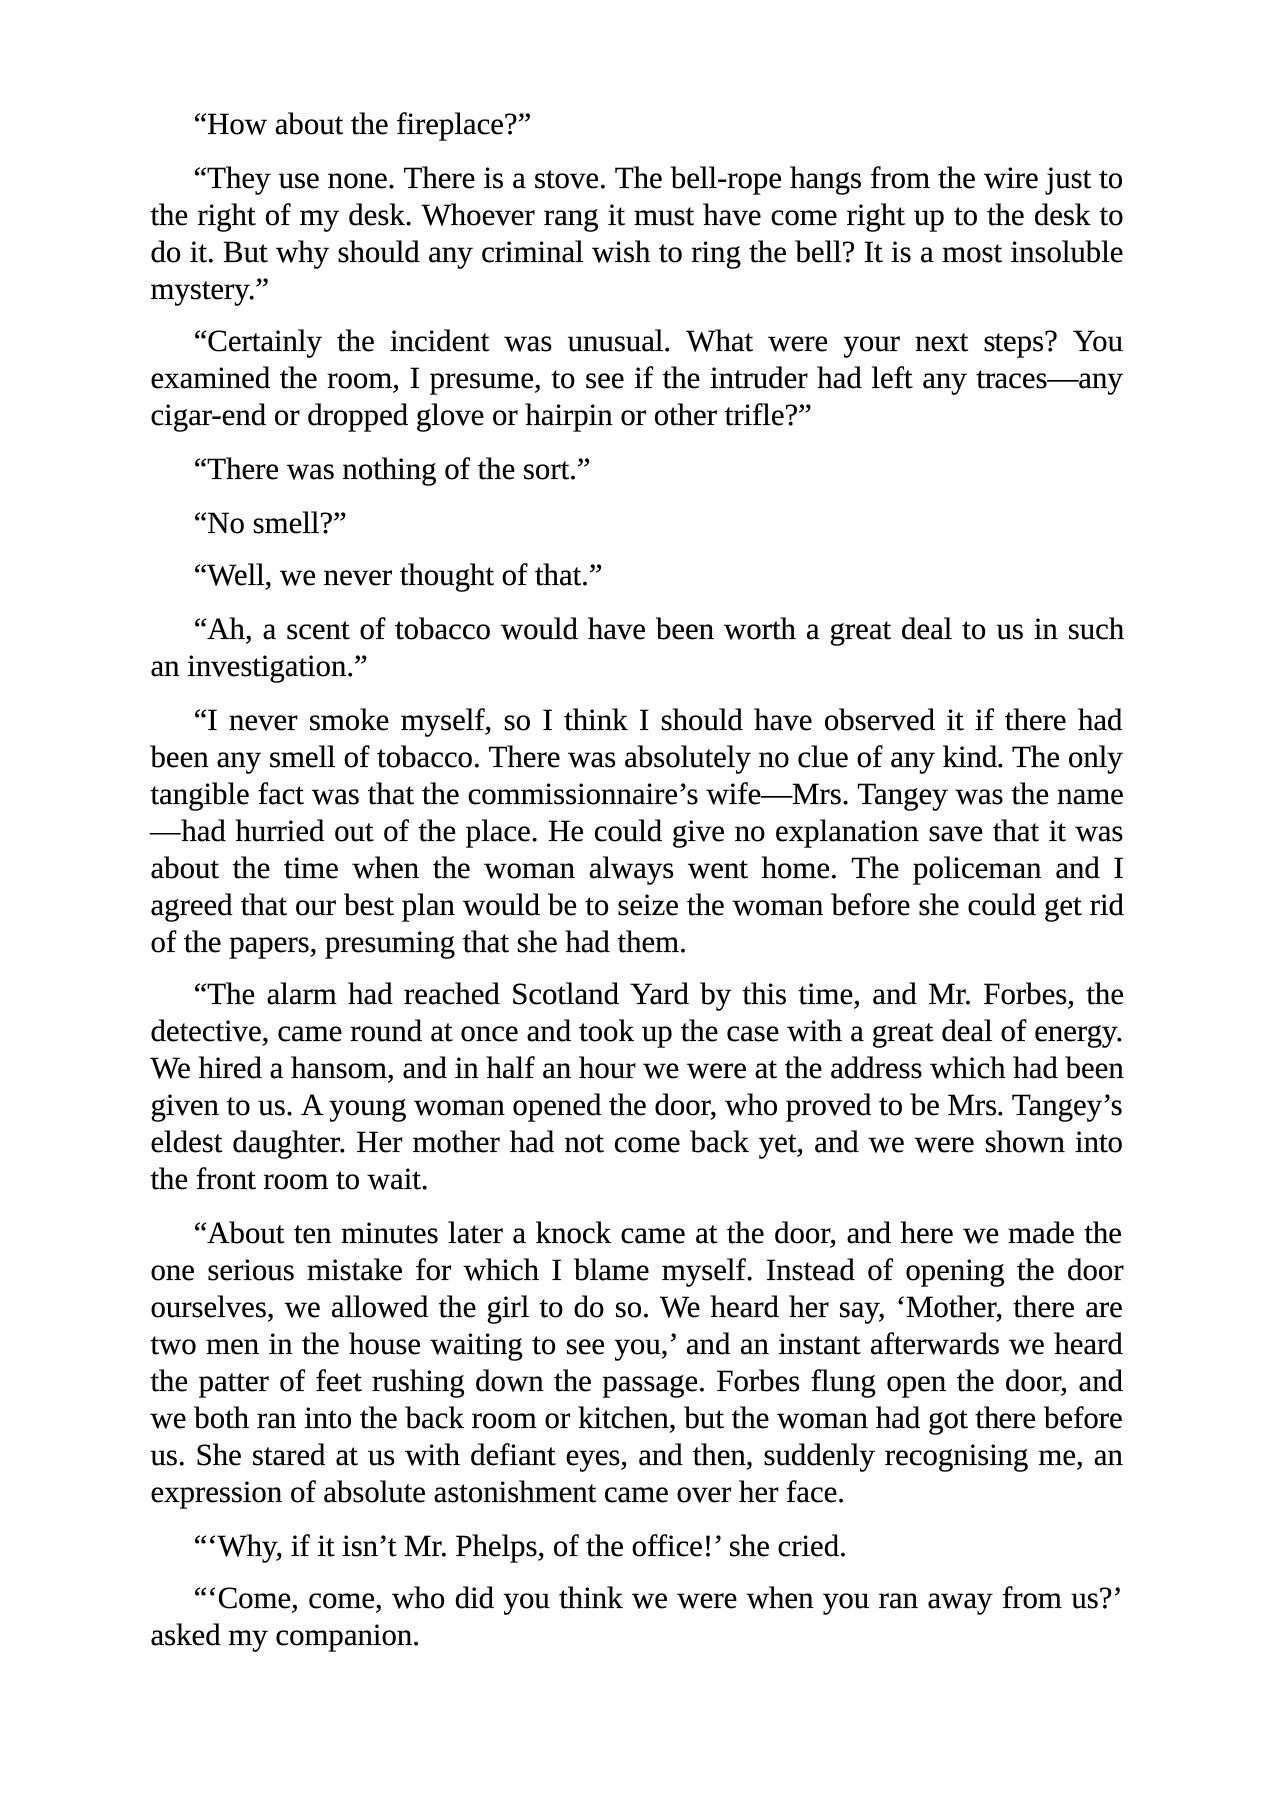 “How about the fireplace?”
“They use none. There is a stove. The bell-rope hangs from the wire just to
the right of my desk. Whoever rang it must have come right up to the desk to
do it. But why should any criminal wish to ring the bell? It is a most insoluble
mystery.”
“Certainly the incident was unusual. What were your next steps? You
examined the room, I presume, to see if the intruder had left any traces—any
cigar-end or dropped glove or hairpin or other trifle?”
“There was nothing of the sort.”
“No smell?”
“Well, we never thought of that.”
“Ah, a scent of tobacco would have been worth a great deal to us in such
an investigation.”
“I never smoke myself, so I think I should have observed it if there had
been any smell of tobacco. There was absolutely no clue of any kind. The only
tangible fact was that the commissionnaire’s wife—Mrs. Tangey was the name
—had hurried out of the place. He could give no explanation save that it was
about the time when the woman always went home. The policeman and I
agreed that our best plan would be to seize the woman before she could get rid
of the papers, presuming that she had them.
“The alarm had reached Scotland Yard by this time, and Mr. Forbes, the
detective, came round at once and took up the case with a great deal of energy.
We hired a hansom, and in half an hour we were at the address which had been
given to us. A young woman opened the door, who proved to be Mrs. Tangey’s
eldest daughter. Her mother had not come back yet, and we were shown into
the front room to wait.
“About ten minutes later a knock came at the door, and here we made the
one serious mistake for which I blame myself. Instead of opening the door
ourselves, we allowed the girl to do so. We heard her say, ‘Mother, there are
two men in the house waiting to see you,’ and an instant afterwards we heard
the patter of feet rushing down the passage. Forbes flung open the door, and
we both ran into the back room or kitchen, but the woman had got there before
us. She stared at us with defiant eyes, and then, suddenly recognising me, an
expression of absolute astonishment came over her face.
“‘Why, if it isn’t Mr. Phelps, of the office!’ she cried.
“‘Come, come, who did you think we were when you ran away from us?’
asked my companion.